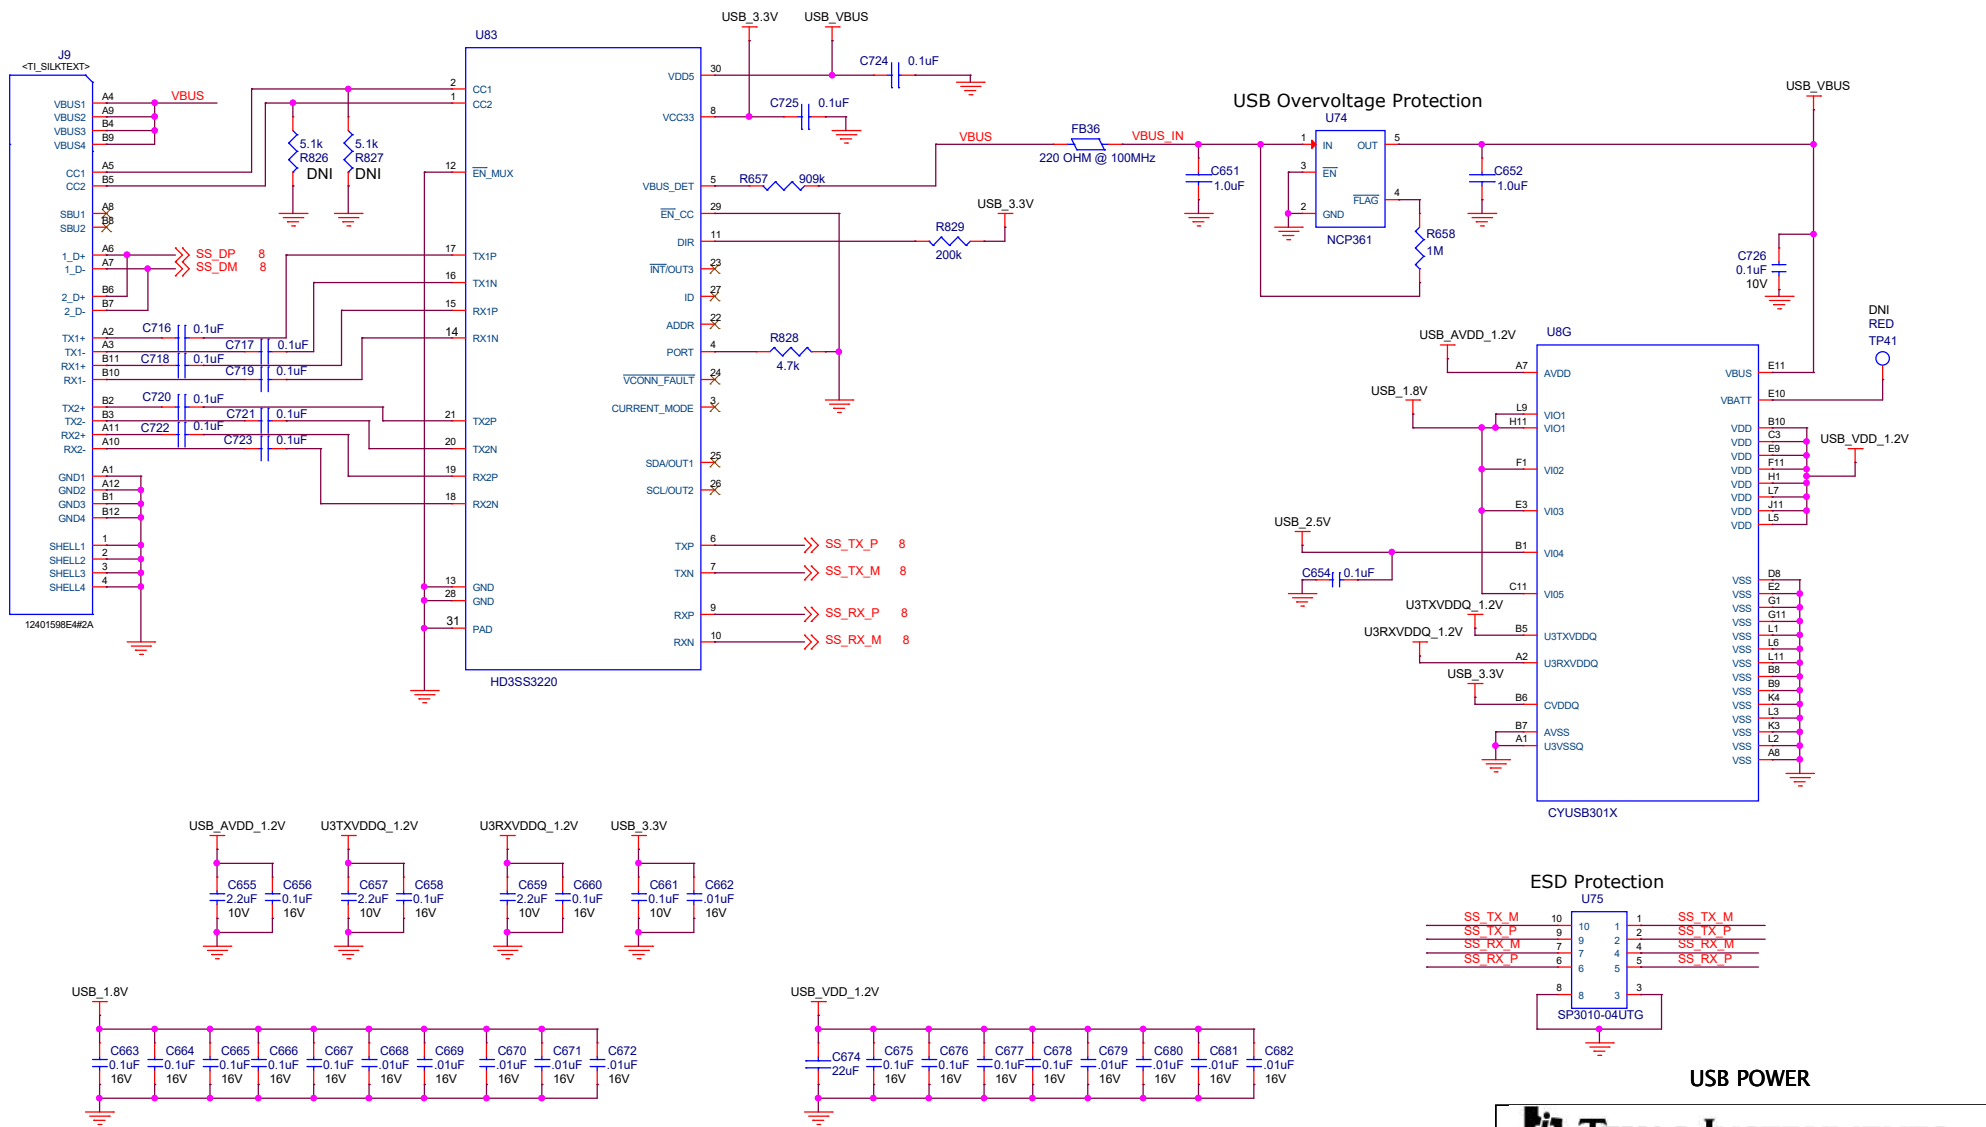 J9
<TI_SILKTEXT>
VBUS1 A4 VBUS
VBUS2 A9
VBUS3 B4
VBUS4 B9
CC1 A5
CC2 B5
SBU1 A8
SBU2 B8
1_D+ A6 SS_DP 8
1_D- A7 SS_DM 8
2_D+ B6
2_D- B7
TX1+ A2 C716 0.1uF
TX1- A3 C717 0.1uF
RX1+ B11 C718 0.1uF
RX1- B10 C719 0.1uF
TX2+ B2 C720 0.1uF
TX2- B3 C721 0.1uF
RX2+ A11 C722 0.1uF
RX2- A10 C723 0.1uF
GND1 A1
GND2 A12
GND3 B1
GND4 B12
SHELL1 1
SHELL2 2
SHELL3 3
SHELL4 4
12401598E4#2A
5.1k
R826
DNI
5.1k
R827
DNI
U83
2 CC1
1 CC2
12 EN_MUX
17 TX1P
16 TX1N
15 RX1P
14 RX1N
21 TX2P
20 TX2N
19 RX2P
18 RX2N
13 GND
28 GND
31 PAD
VDD5 30
VCC33 8
VBUS_DET 5
EN_CC 29
DIR 11
INT/OUT3 23
ID 27
ADDR 22
PORT 4
VCONN_FAULT 24
CURRENT_MODE 3
SDA/OUT1 25
SCL/OUT2 26
TXP 6 SS_TX_P 8
TXN 7 SS_TX_M 8
RXP 9 SS_RX_P 8
RXN 10 SS_RX_M 8
HD3SS3220
USB_3.3V
USB_VBUS
C724 0.1uF
C725 0.1uF
R657 909k
R829
200k
USB_3.3V
R828
4.7k
VBUS
FB36
220 OHM @ 100MHz
VBUS_IN
USB Overvoltage Protection
U74
1 IN
3 EN
2 GND
OUT 5
FLAG 4
NCP361
C651
1.0uF
R658
1M
C652
1.0uF
USB_VBUS
C726
0.1uF
10V
DNI
RED
TP41
U8G
USB_AVDD_1.2V
A7 AVDD
USB_1.8V
L9 VIO1
H11 VIO1
F1 VI02
E3 VI03
USB_2.5V
B1 VI04
C654 0.1uF
C11 VI05
U3TXVDDQ_1.2V
B5 U3TXVDDQ
U3RXVDDQ_1.2V
A2 U3RXVDDQ
USB_3.3V
B6 CVDDQ
B7 AVSS
A1 U3VSSQ
VBUS E11
VBATT E10
VDD B10
VDD C3
VDD E9
VDD F11
VDD H1
VDD L7
VDD J11
VDD L5
USB_VDD_1.2V
VSS D8
VSS E2
VSS G1
VSS G11
VSS L1
VSS L6
VSS L11
VSS B8
VSS B9
VSS K4
VSS L3
VSS K3
VSS L2
VSS A8
CYUSB301X
USB_AVDD_1.2V
C655
2.2uF
10V
C656
0.1uF
16V
U3TXVDDQ_1.2V
C657
2.2uF
10V
C658
0.1uF
16V
U3RXVDDQ_1.2V
C659
2.2uF
10V
C660
0.1uF
16V
USB_3.3V
C661
0.1uF
10V
C662
.01uF
16V
ESD Protection
U75
SS_TX_M 10 10 1 1 SS_TX_M
SS_TX_P 9 9 2 2 SS_TX_P
SS_RX_M 7 7 4 4 SS_RX_M
SS_RX_P 6 6 5 5 SS_RX_P
8 8 3 3
SP3010-04UTG
USB_1.8V
C663 C664 C665 C666 C667 C668 C669 C670 C671 C672
0.1uF 0.1uF 0.1uF 0.1uF 0.1uF .01uF .01uF .01uF .01uF .01uF
16V 16V 16V 16V 16V 16V 16V 16V 16V 16V
USB_VDD_1.2V
C674 C675 C676 C677 C678 C679 C680 C681 C682
22uF 0.1uF 0.1uF 0.1uF 0.1uF .01uF .01uF .01uF .01uF
16V 16V 16V 16V 16V 16V 16V 16V
USB POWER
TEXAS INSTRUMENTS